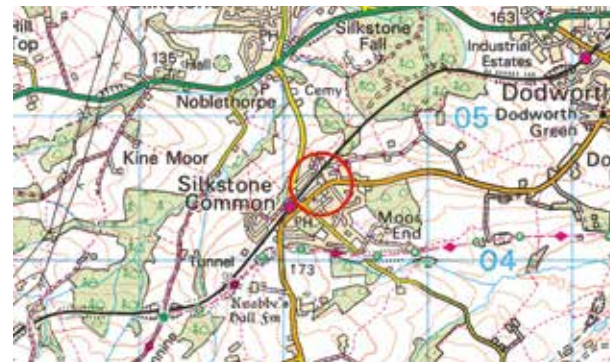 163
Silkstone
Fall
Hill
Top
135
Hall
PH
Industrial
Estates
P
Cemy
Noblethorpe
Dodworth
05
Dodworth
Green
Kine Moor
Silkstone
Common
PH
Moor
End
Do
Tunnel
173
04
Knabbs's
Hall Fm